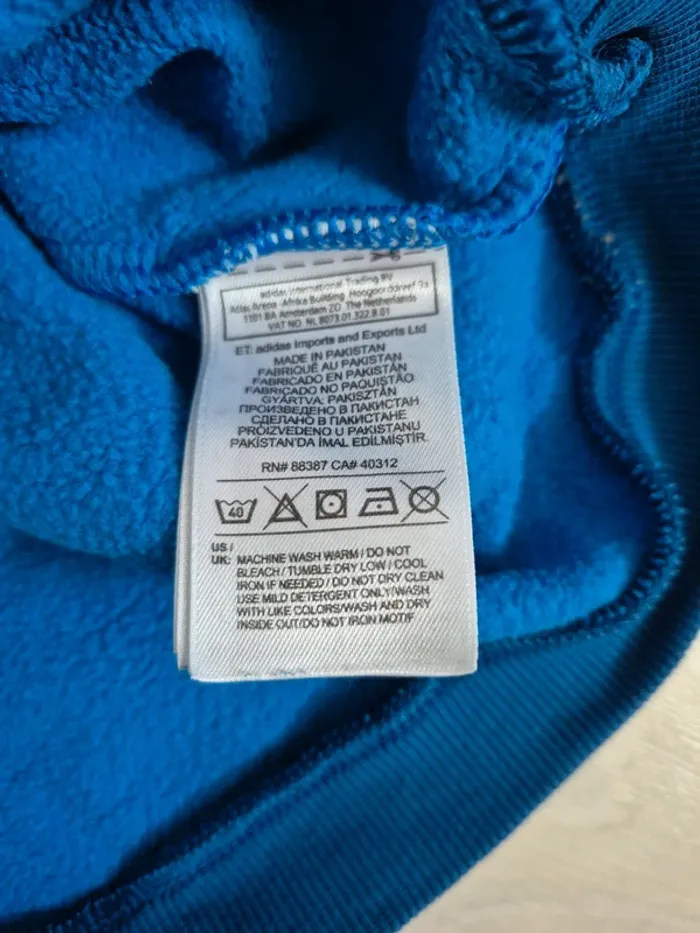 adidas International Trading BV
Atlas Arena Afrika Building Hoogoorddreef 9a
1101 BA Amsterdam ZO The Netherlands
VAT NO. NL 8073.01.322.B.01
ET: adidas Imports and Exports Ltd
MADE IN PAKISTAN
FABRIQUÉ AU PAKISTAN
FABRICADO EN PAKISTÁN
FABRICADO NO PAQUISTÃO
GYÁRTVA: PAKISZTÁN
ПРОИЗВЕДЕНО В ПАКИСТАН
СДЕЛАНО В ПАКИСТАНЕ
PROIZVEDENO U PAKISTANU
PAKİSTAN'DA İMAL EDİLMİŞTİR.
RN# 88387 CA# 40312
40
US /
UK: MACHINE WASH WARM / DO NOT
BLEACH / TUMBLE DRY LOW / COOL
IRON IF NEEDED / DO NOT DRY CLEAN
USE MILD DETERGENT ONLY/WASH
WITH LIKE COLORS/WASH AND DRY
INSIDE OUT/DO NOT IRON MOTIF